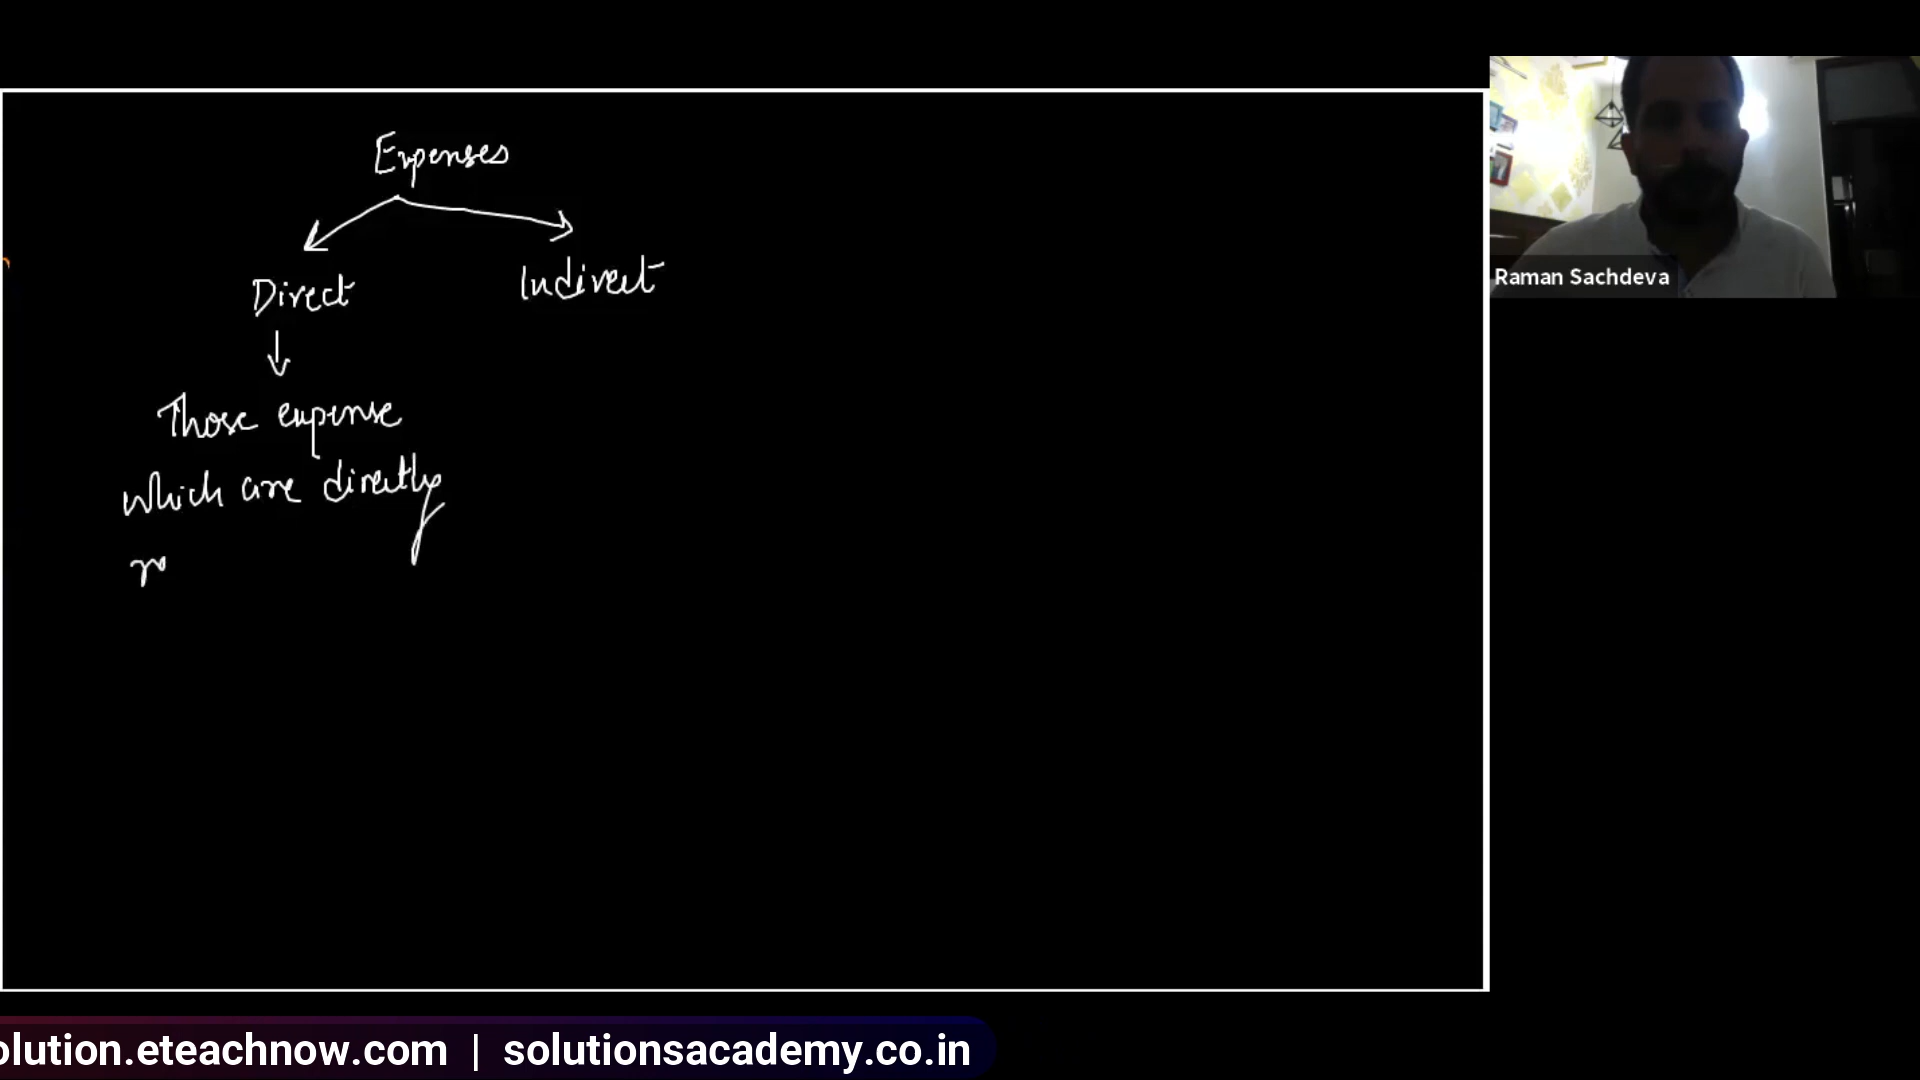 Expenses
Direct Indirect
Those expense
which are directly
Raman Sachdeva
olution.eteachnow.com | solutionsacademy.co.in